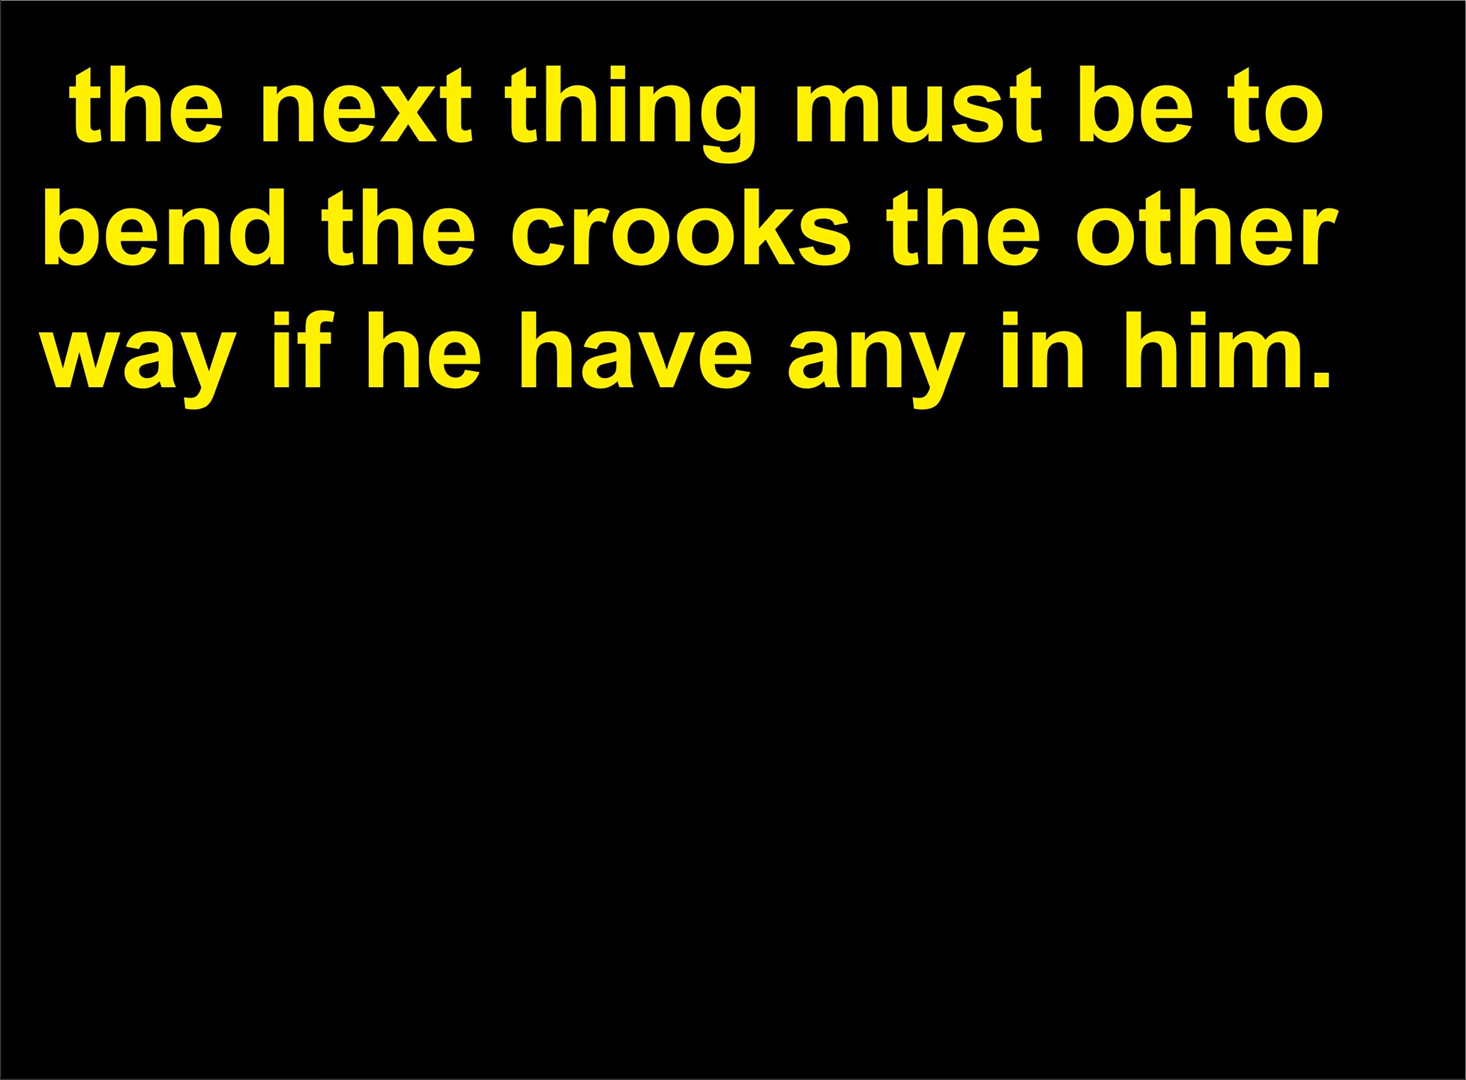 the next thing must be to
bend the crooks the other
way if he have any in him.